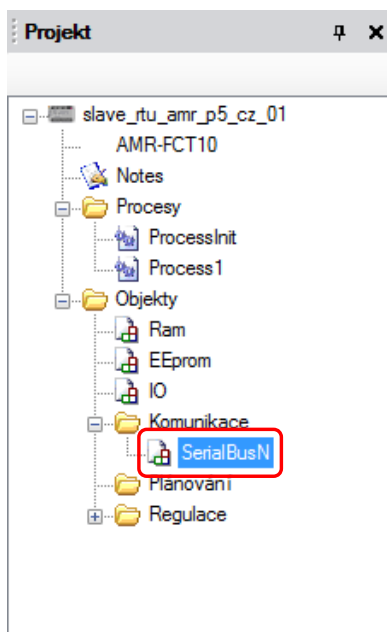 Projekt
slave_rtu_amr_p5_cz_01
AMR-FCT10
Notes
Procesy
ProcessInit
Process1
Objekty
Ram
EEprom
IO
Komunikace
SerialBusN
Plánování
Regulace